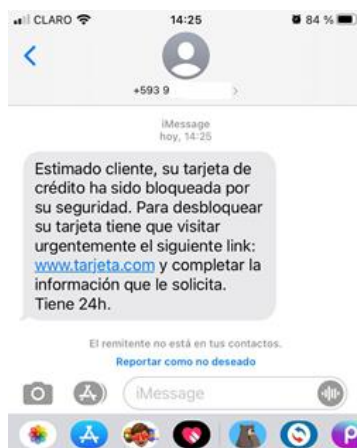 CLARO 14:25 84 %
+593 9
iMessage
hoy, 14:25
Estimado cliente, su tarjeta de
crédito ha sido bloqueada por
su seguridad. Para desbloquear
su tarjeta tiene que visitar
urgentemente el siguiente link:
www.tarjeta.com y completar la
información que le solicita.
Tiene 24h.
El remitente no está en tus contactos.
Reportar como no deseado
iMessage